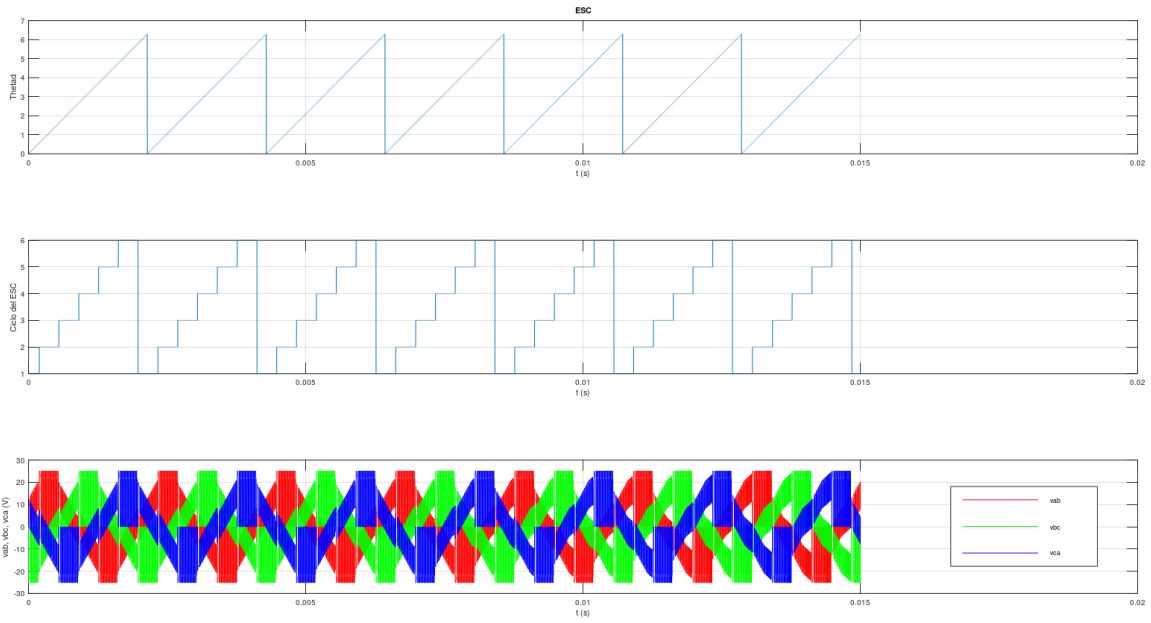 ESC
7
6
5
4
3
2
1
0
Thetad
0 0.005 0.01 0.015 0.02
t (s)
6
5
4
3
2
1
Ciclo del ESC
0 0.005 0.01 0.015 0.02
t (s)
30
20
10
0
-10
-20
-30
vab, vbc, vca (V)
vab
vbc
vca
0 0.005 0.01 0.015 0.02
t (s)